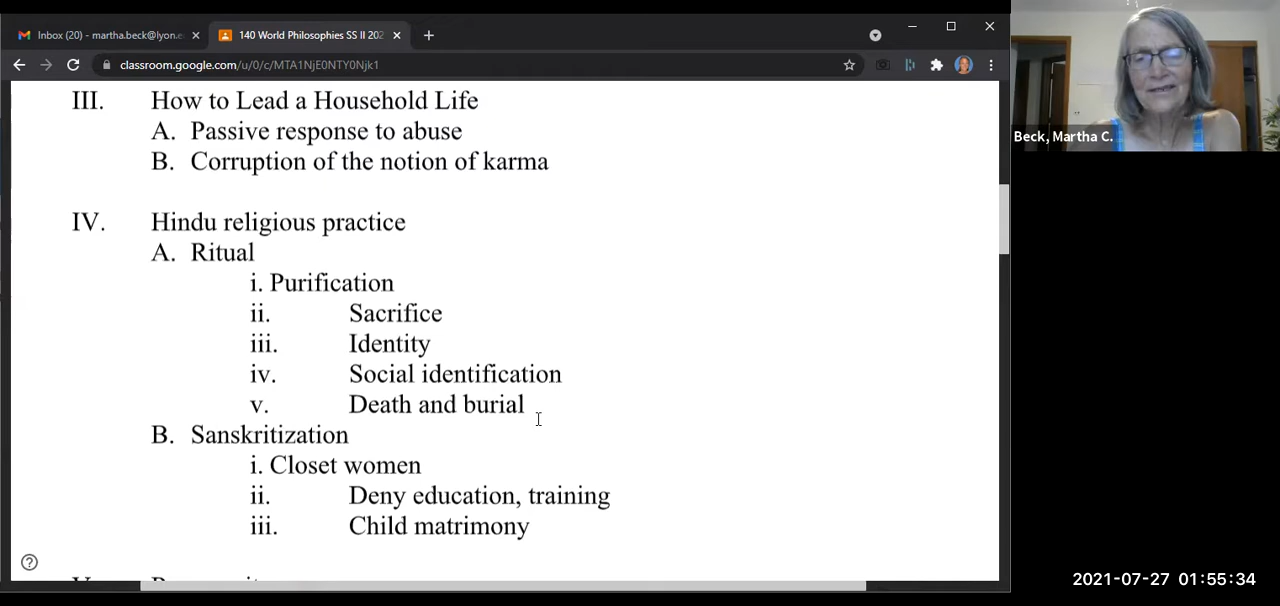 Inbox (20) - martha.beck@lyon.e
140 World Philosophies SS II 202
classroom.google.com/u/0/c/MTA1NjE0NTY0Njk1
Beck, Martha C.
III. How to Lead a Household Life
A. Passive response to abuse
B. Corruption of the notion of karma
IV. Hindu religious practice
A. Ritual
i. Purification
ii. Sacrifice
iii. Identity
iv. Social identification
v. Death and burial
B. Sanskritization
i. Closet women
ii. Deny education, training
iii. Child matrimony
2021-07-27 01:55:34